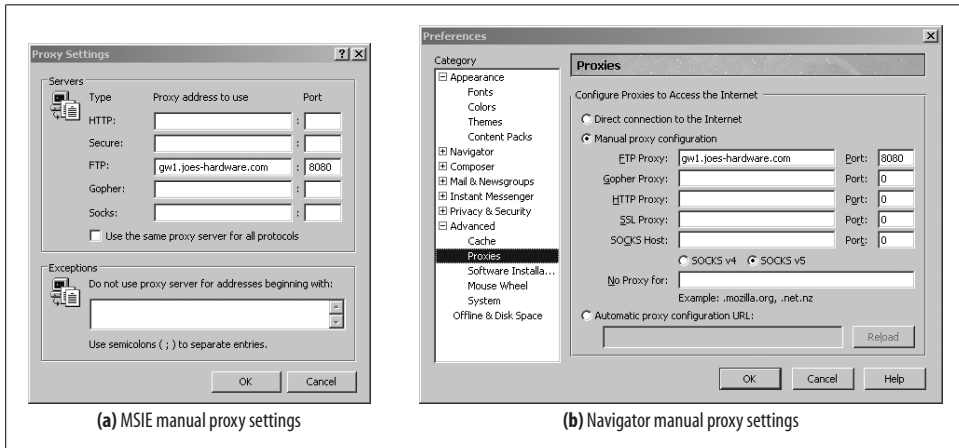 Proxy Settings
Servers
Type Proxy address to use Port
HTTP: :
Secure: :
FTP: gw1.joes-hardware.com : 8080
Gopher: :
Socks: :
Use the same proxy server for all protocols
Exceptions
Do not use proxy server for addresses beginning with:
Use semicolons ( ; ) to separate entries.
OK Cancel
(a) MSIE manual proxy settings
Preferences
Category
Appearance
Fonts
Colors
Themes
Content Packs
Navigator
Composer
Mail & Newsgroups
Instant Messenger
Privacy & Security
Advanced
Cache
Proxies
Software Installa...
Mouse Wheel
System
Offline & Disk Space
Proxies
Configure Proxies to Access the Internet
Direct connection to the Internet
Manual proxy configuration
FTP Proxy: gw1.joes-hardware.com Port: 8080
Gopher Proxy: Port: 0
HTTP Proxy: Port: 0
SSL Proxy: Port: 0
SOCKS Host: Port: 0
SOCKS v4 SOCKS v5
No Proxy for:
Example: .mozilla.org, .net.nz
Automatic proxy configuration URL:
Reload
OK Cancel Help
(b) Navigator manual proxy settings